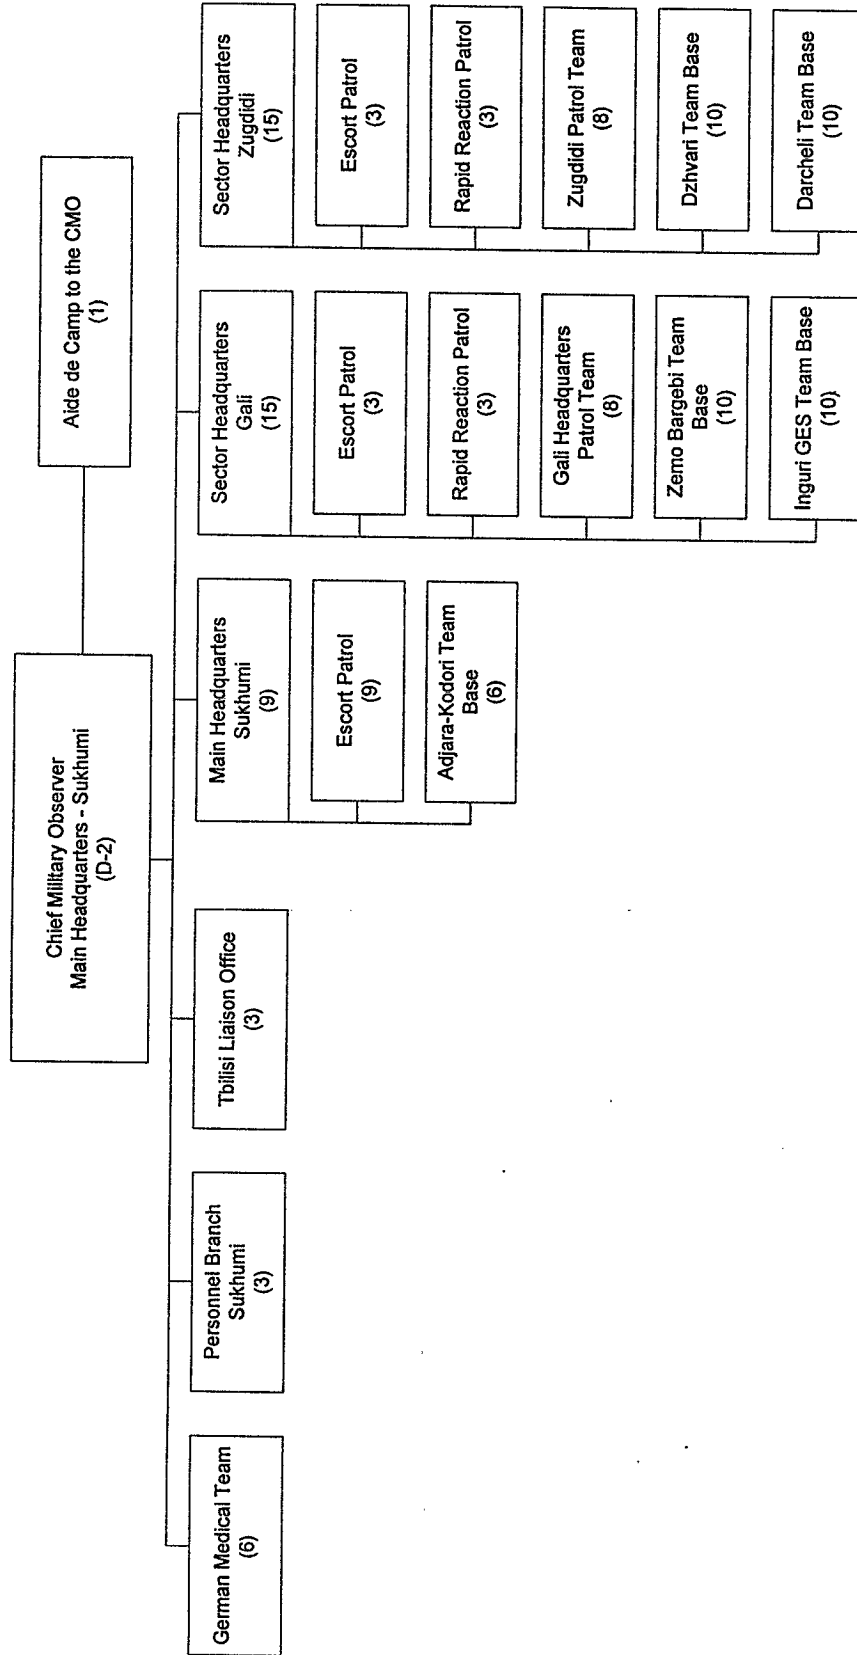 Chief Military Observer
Main Headquarters - Sukhumi
(D-2)
Aide de Camp to the CMO
(1)
German Medical Team
(6)
Personnel Branch
Sukhumi
(3)
Tbilisi Liaison Office
(3)
Main Headquarters
Sukhumi
(9)
Escort Patrol
(9)
Adjara-Kodori Team
Base
(6)
Sector Headquarters
Gali
(15)
Escort Patrol
(3)
Rapid Reaction Patrol
(3)
Gali Headquarters
Patrol Team
(8)
Zemo Bargebi Team
Base
(10)
Inguri GES Team Base
(10)
Sector Headquarters
Zugdidi
(15)
Escort Patrol
(3)
Rapid Reaction Patrol
(3)
Zugdidi Patrol Team
(8)
Dzhvari Team Base
(10)
Darcheli Team Base
(10)